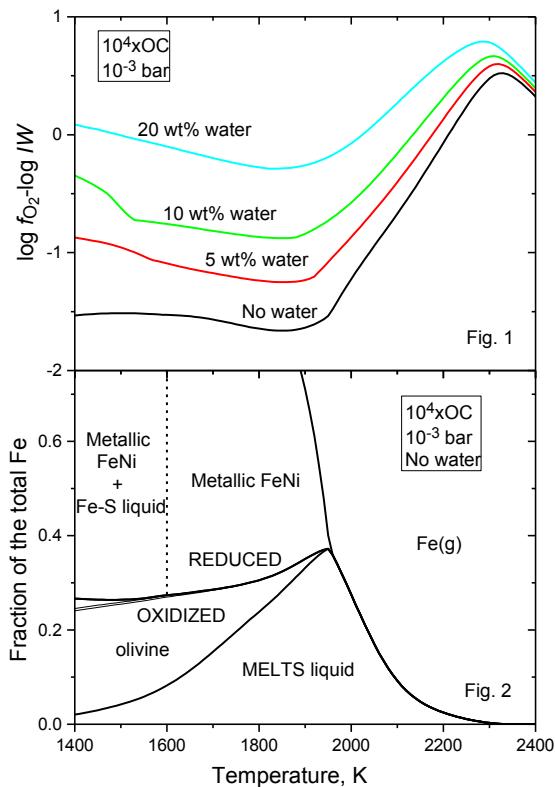 10⁴xOC
10⁻³ bar
20 wt% water
10 wt% water
5 wt% water
No water
Fig. 1
log fO₂-log IW
1
0
-1
-2
10⁴xOC
10⁻³ bar
No water
Metallic
FeNi
+
Fe-S liquid
Metallic FeNi
Fe(g)
REDUCED
OXIDIZED
olivine
MELTS liquid
Fig. 2
Fraction of the total Fe
0.6
0.4
0.2
0.0
1400 1600 1800 2000 2200 2400
Temperature, K